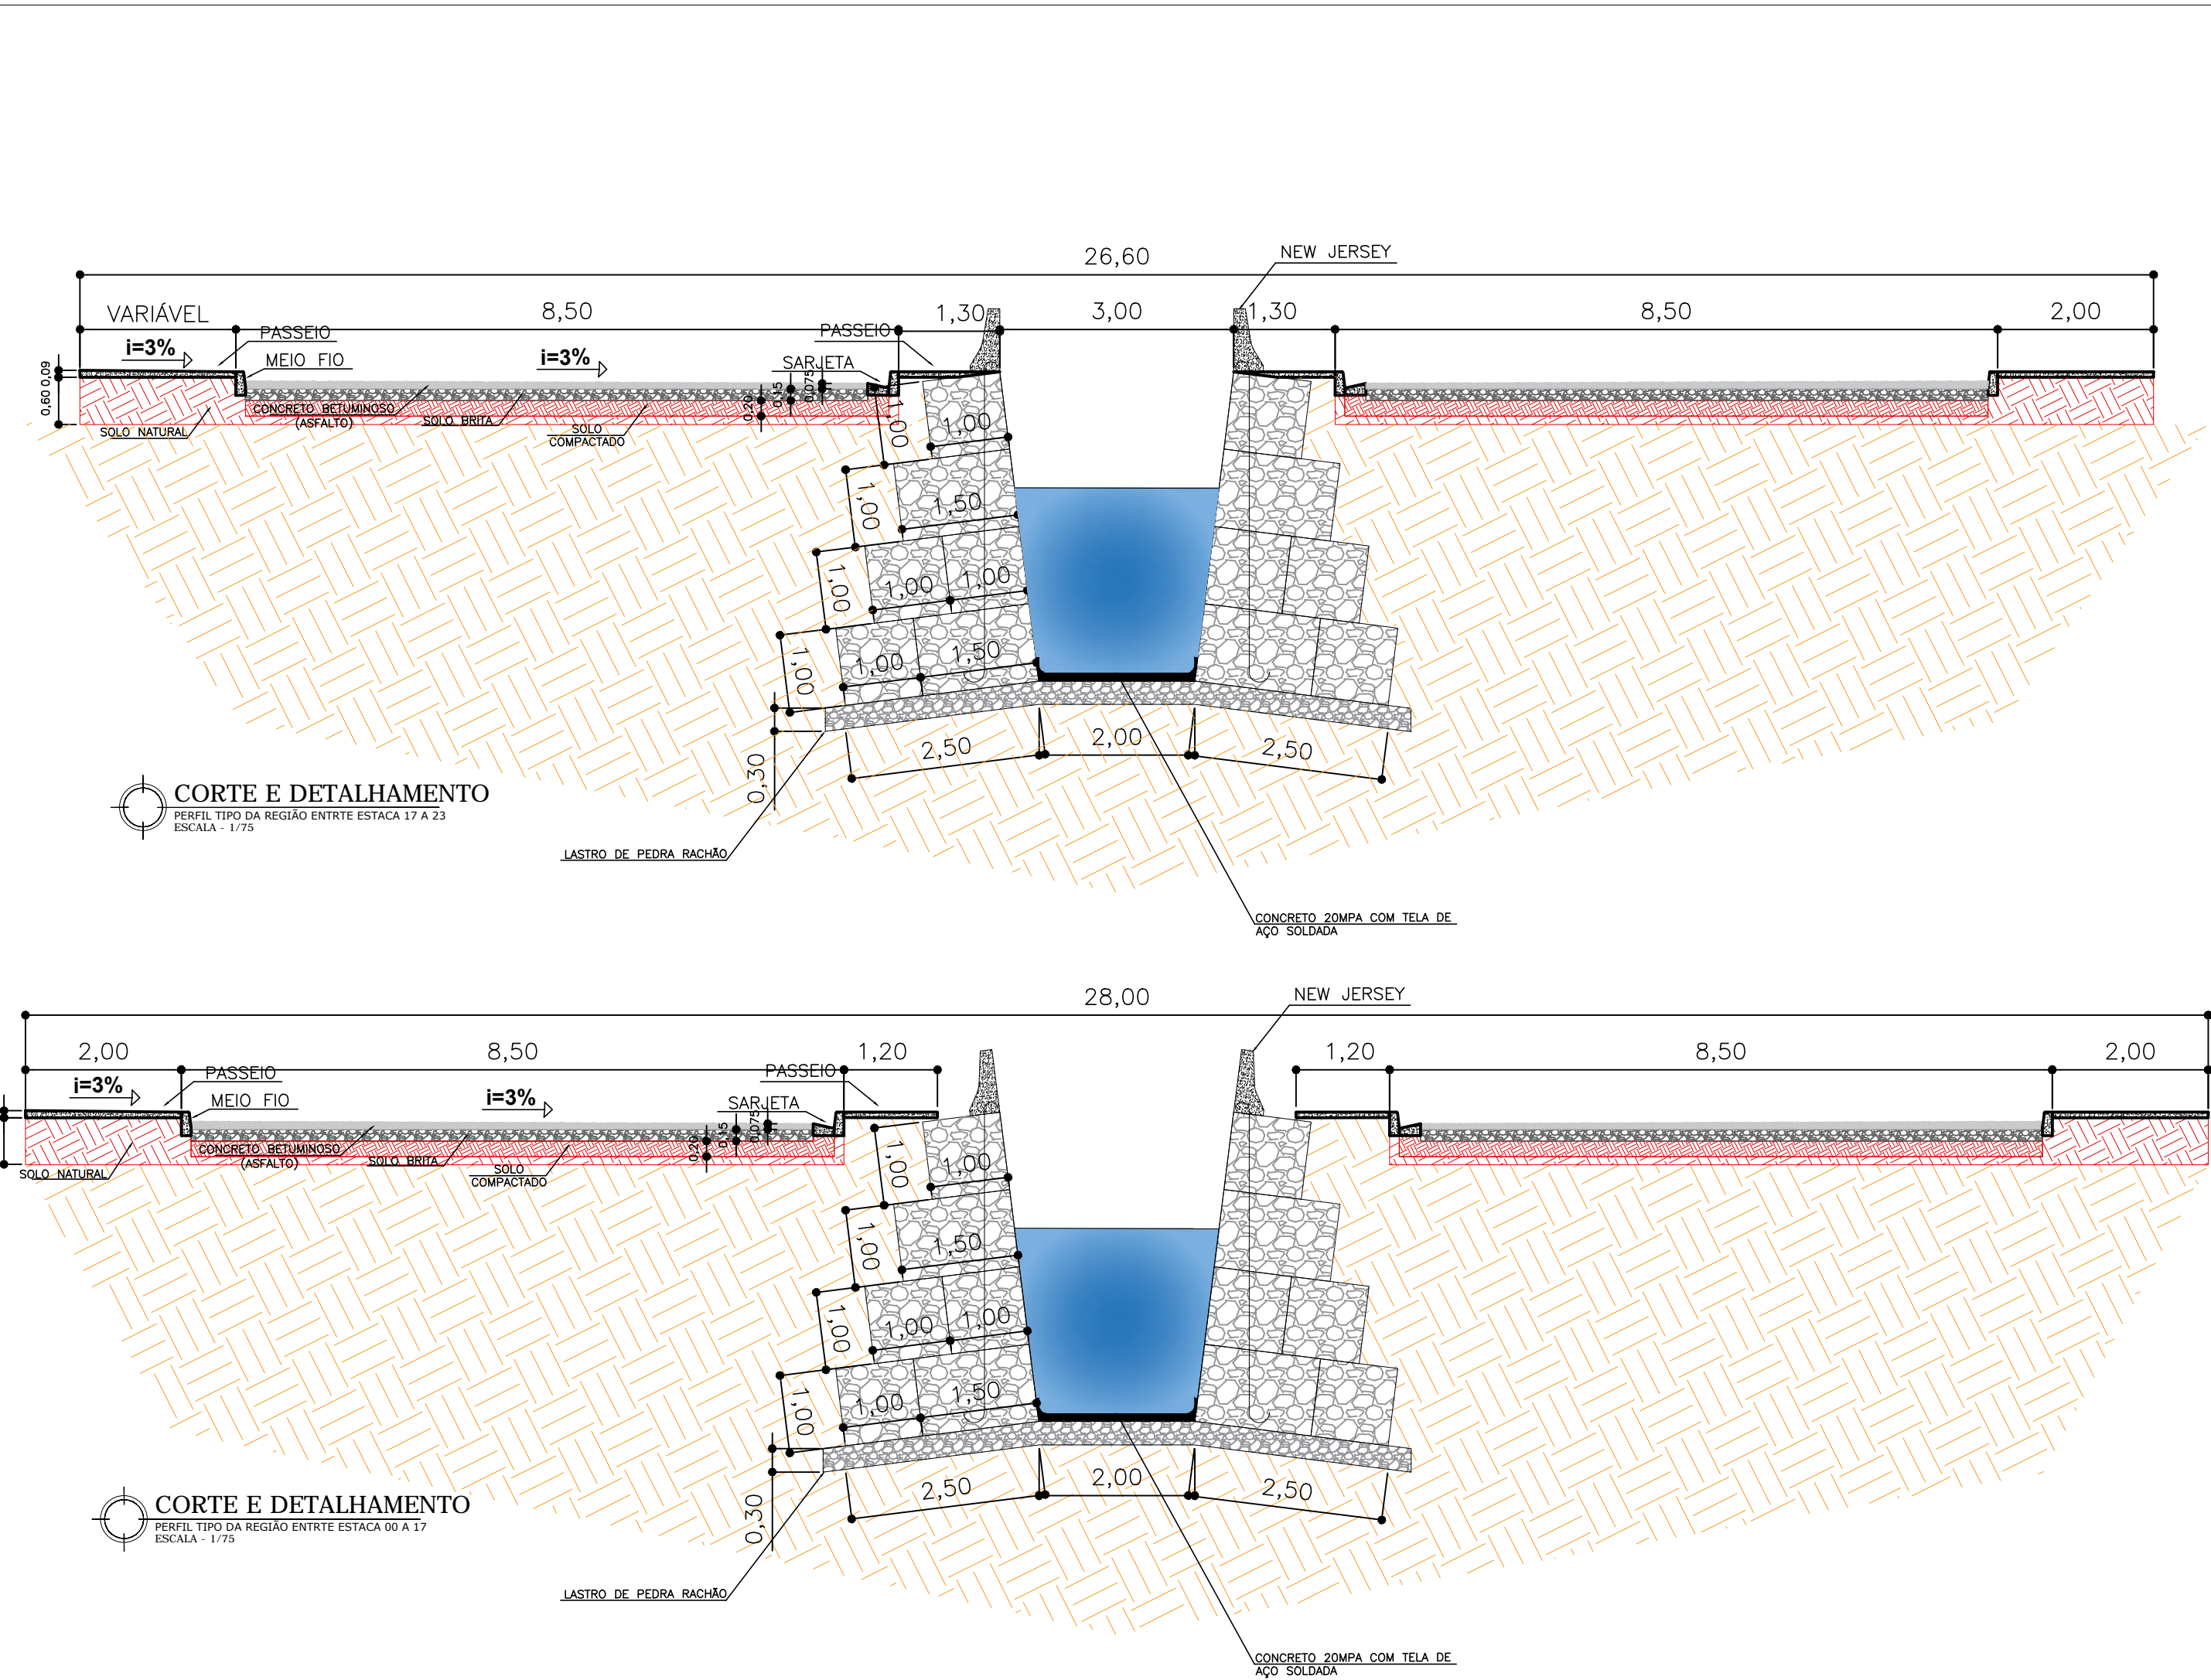 26,60
NEW JERSEY
VARIÁVEL
8,50
1,30
3,00
1,30
8,50
2,00
PASSEIO
PASSEIO
i=3%
i=3%
MEIO FIO
SARJETA
0,60
0,09
0,20
0,15
0,075
CONCRETO BETUMINOSO
(ASFALTO)
SOLO BRITA
SOLO
COMPACTADO
SOLO NATURAL
1,00
1,00
1,00
1,50
1,00
1,00
1,00
1,00
1,00
1,50
2,50
2,00
2,50
0,30
CORTE E DETALHAMENTO
PERFIL TIPO DA REGIÃO ENTRTE ESTACA 17 A 23
ESCALA - 1/75
LASTRO DE PEDRA RACHÃO
CONCRETO 20MPA COM TELA DE
AÇO SOLDADA
28,00
NEW JERSEY
2,00
8,50
1,20
1,20
8,50
2,00
PASSEIO
PASSEIO
i=3%
i=3%
MEIO FIO
SARJETA
0,20
0,15
0,075
CONCRETO BETUMINOSO
(ASFALTO)
SOLO BRITA
SOLO
COMPACTADO
SOLO NATURAL
1,00
1,00
1,00
1,50
1,00
1,00
1,00
1,00
1,00
1,50
2,50
2,00
2,50
0,30
CORTE E DETALHAMENTO
PERFIL TIPO DA REGIÃO ENTRTE ESTACA 00 A 17
ESCALA - 1/75
LASTRO DE PEDRA RACHÃO
CONCRETO 20MPA COM TELA DE
AÇO SOLDADA